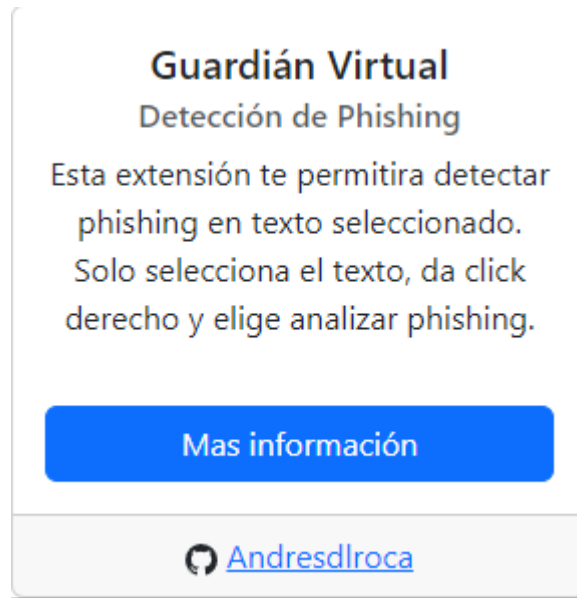 Guardián Virtual
Detección de Phishing
Esta extensión te permitira detectar
phishing en texto seleccionado.
Solo selecciona el texto, da click
derecho y elige analizar phishing.
Mas información
Andresdlroca